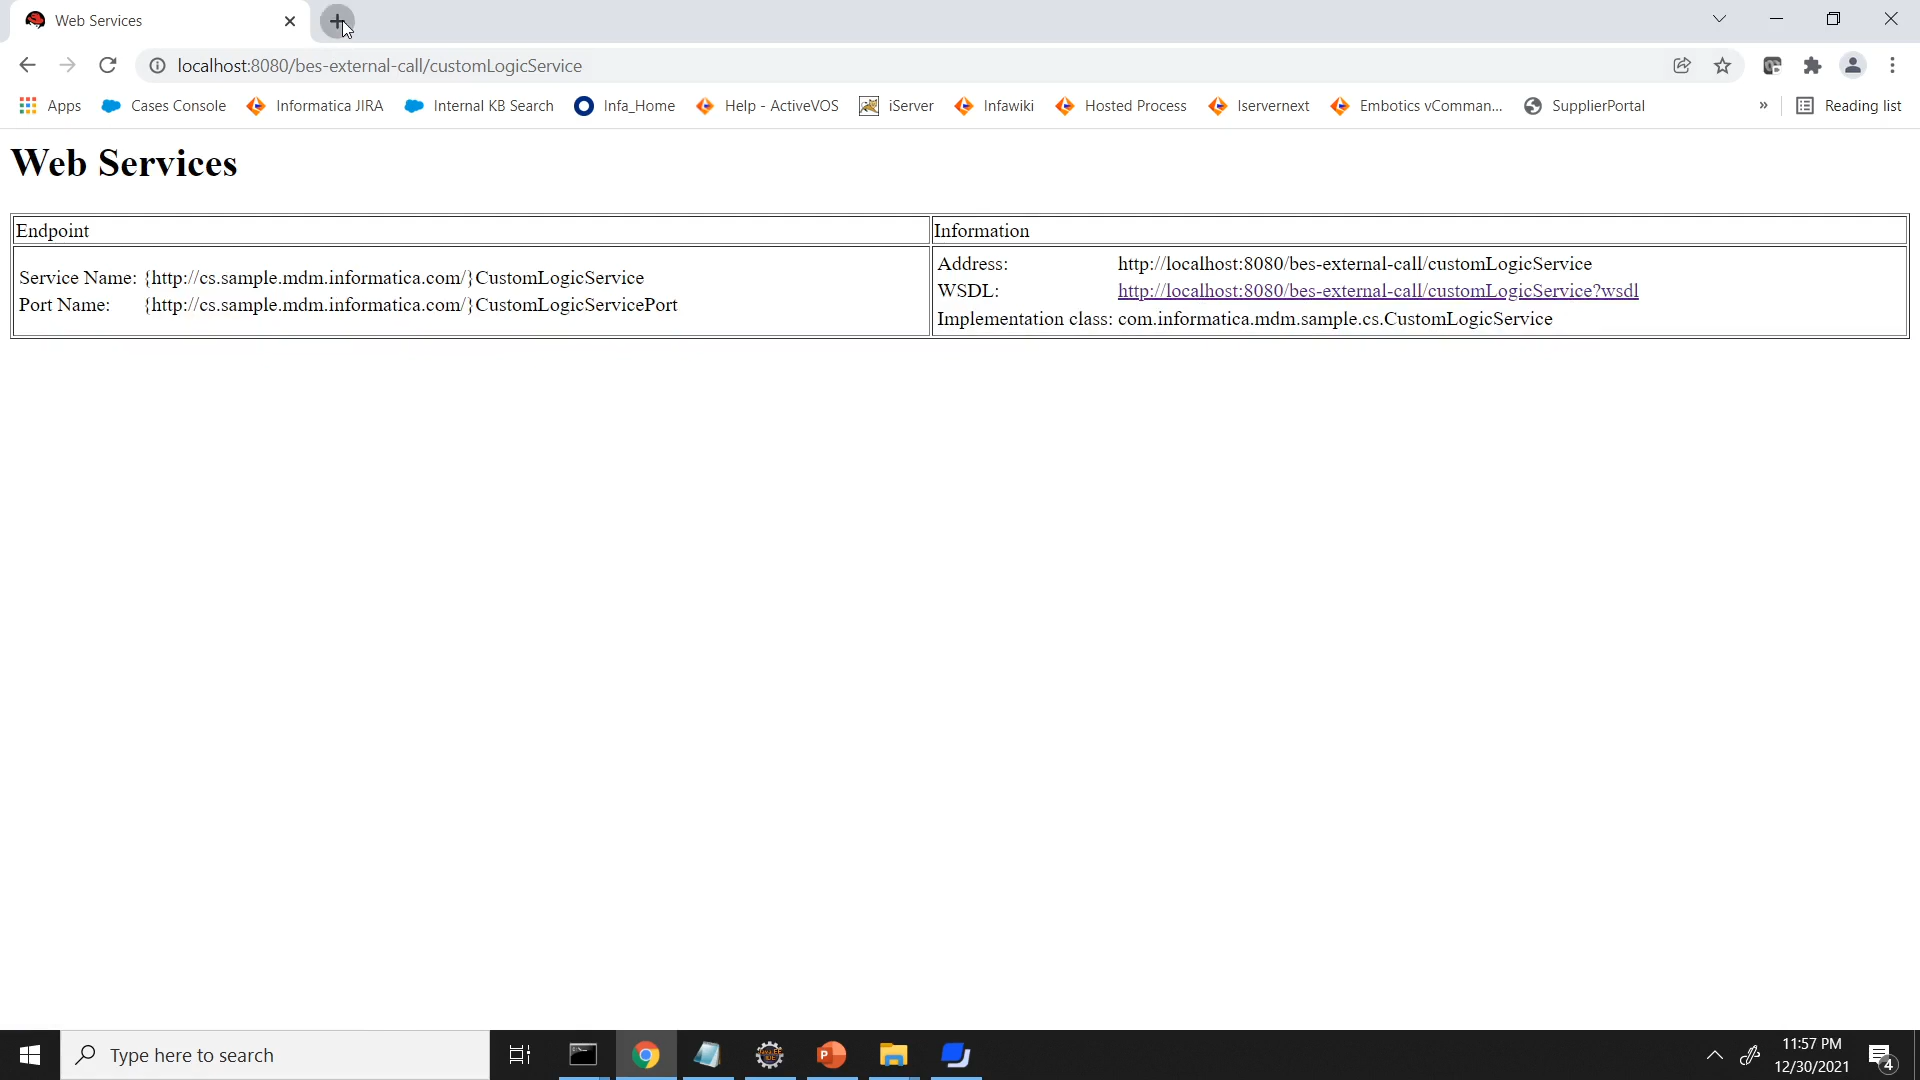 Web Services
localhost:8080/bes-external-call/customLogicService
Apps Cases Console Informatica JIRA Internal KB Search Infa_Home Help - ActiveVOS iServer Infawiki Hosted Process Iservernext Embotics vComman... SupplierPortal » Reading list
Web Services
Endpoint Information
Service Name: {http://cs.sample.mdm.informatica.com/}CustomLogicService
Port Name: {http://cs.sample.mdm.informatica.com/}CustomLogicServicePort
Address: http://localhost:8080/bes-external-call/customLogicService
WSDL: http://localhost:8080/bes-external-call/customLogicService?wsdl
Implementation class: com.informatica.mdm.sample.cs.CustomLogicService
Type here to search
11:57 PM
12/30/2021
4